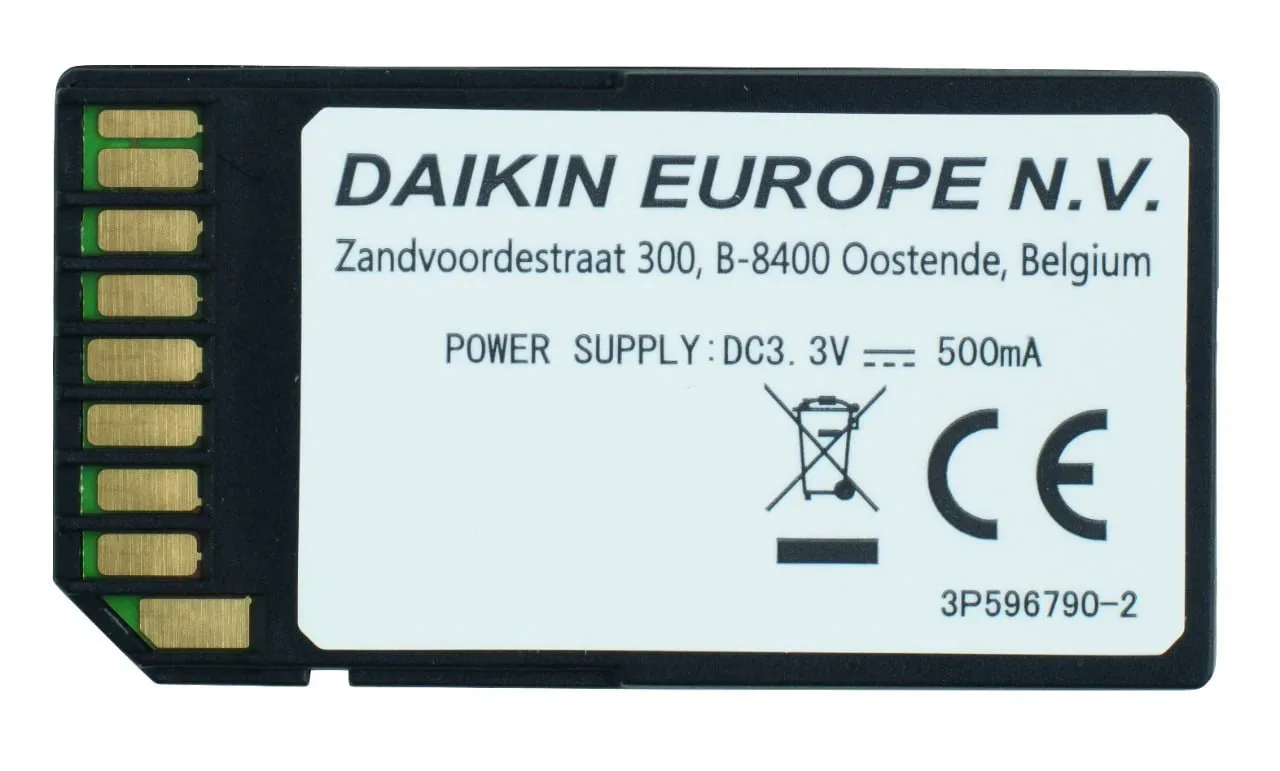 DAIKIN EUROPE N.V.
Zandvoordestraat 300, B-8400 Oostende, Belgium
POWER SUPPLY:DC3.3V ⎓ 500mA
CE
3P596790-2